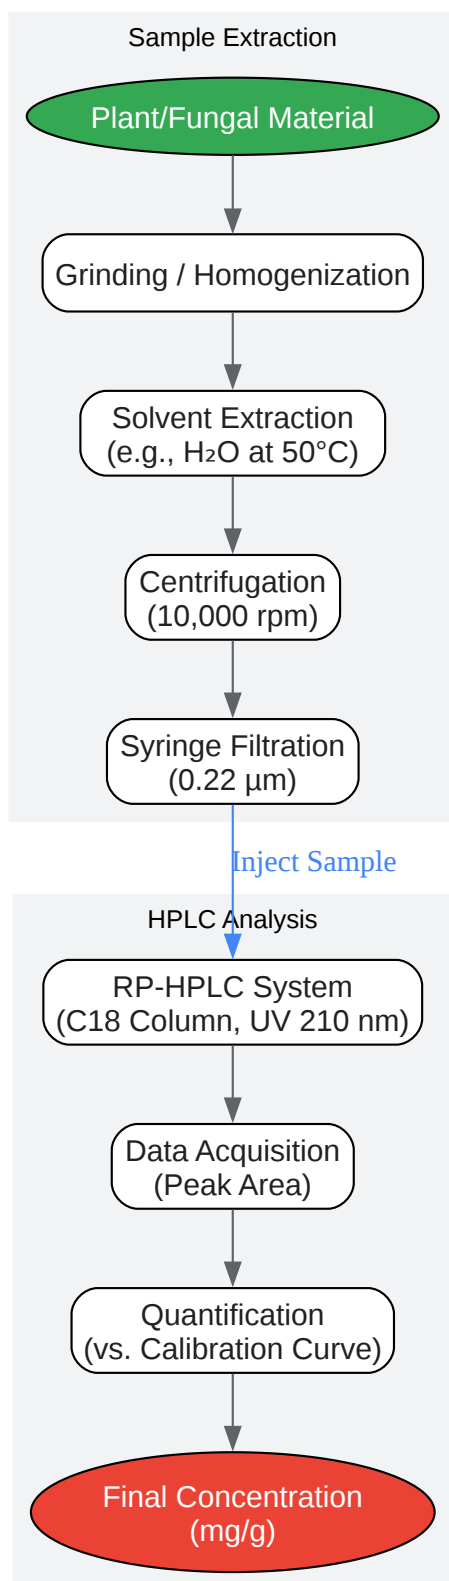 Sample Extraction
Plant/Fungal Material
Grinding / Homogenization
Solvent Extraction
(e.g., H₂O at 50°C)
Centrifugation
(10,000 rpm)
Syringe Filtration
(0.22 µm)
Inject Sample
HPLC Analysis
RP-HPLC System
(C18 Column, UV 210 nm)
Data Acquisition
(Peak Area)
Quantification
(vs. Calibration Curve)
Final Concentration
(mg/g)